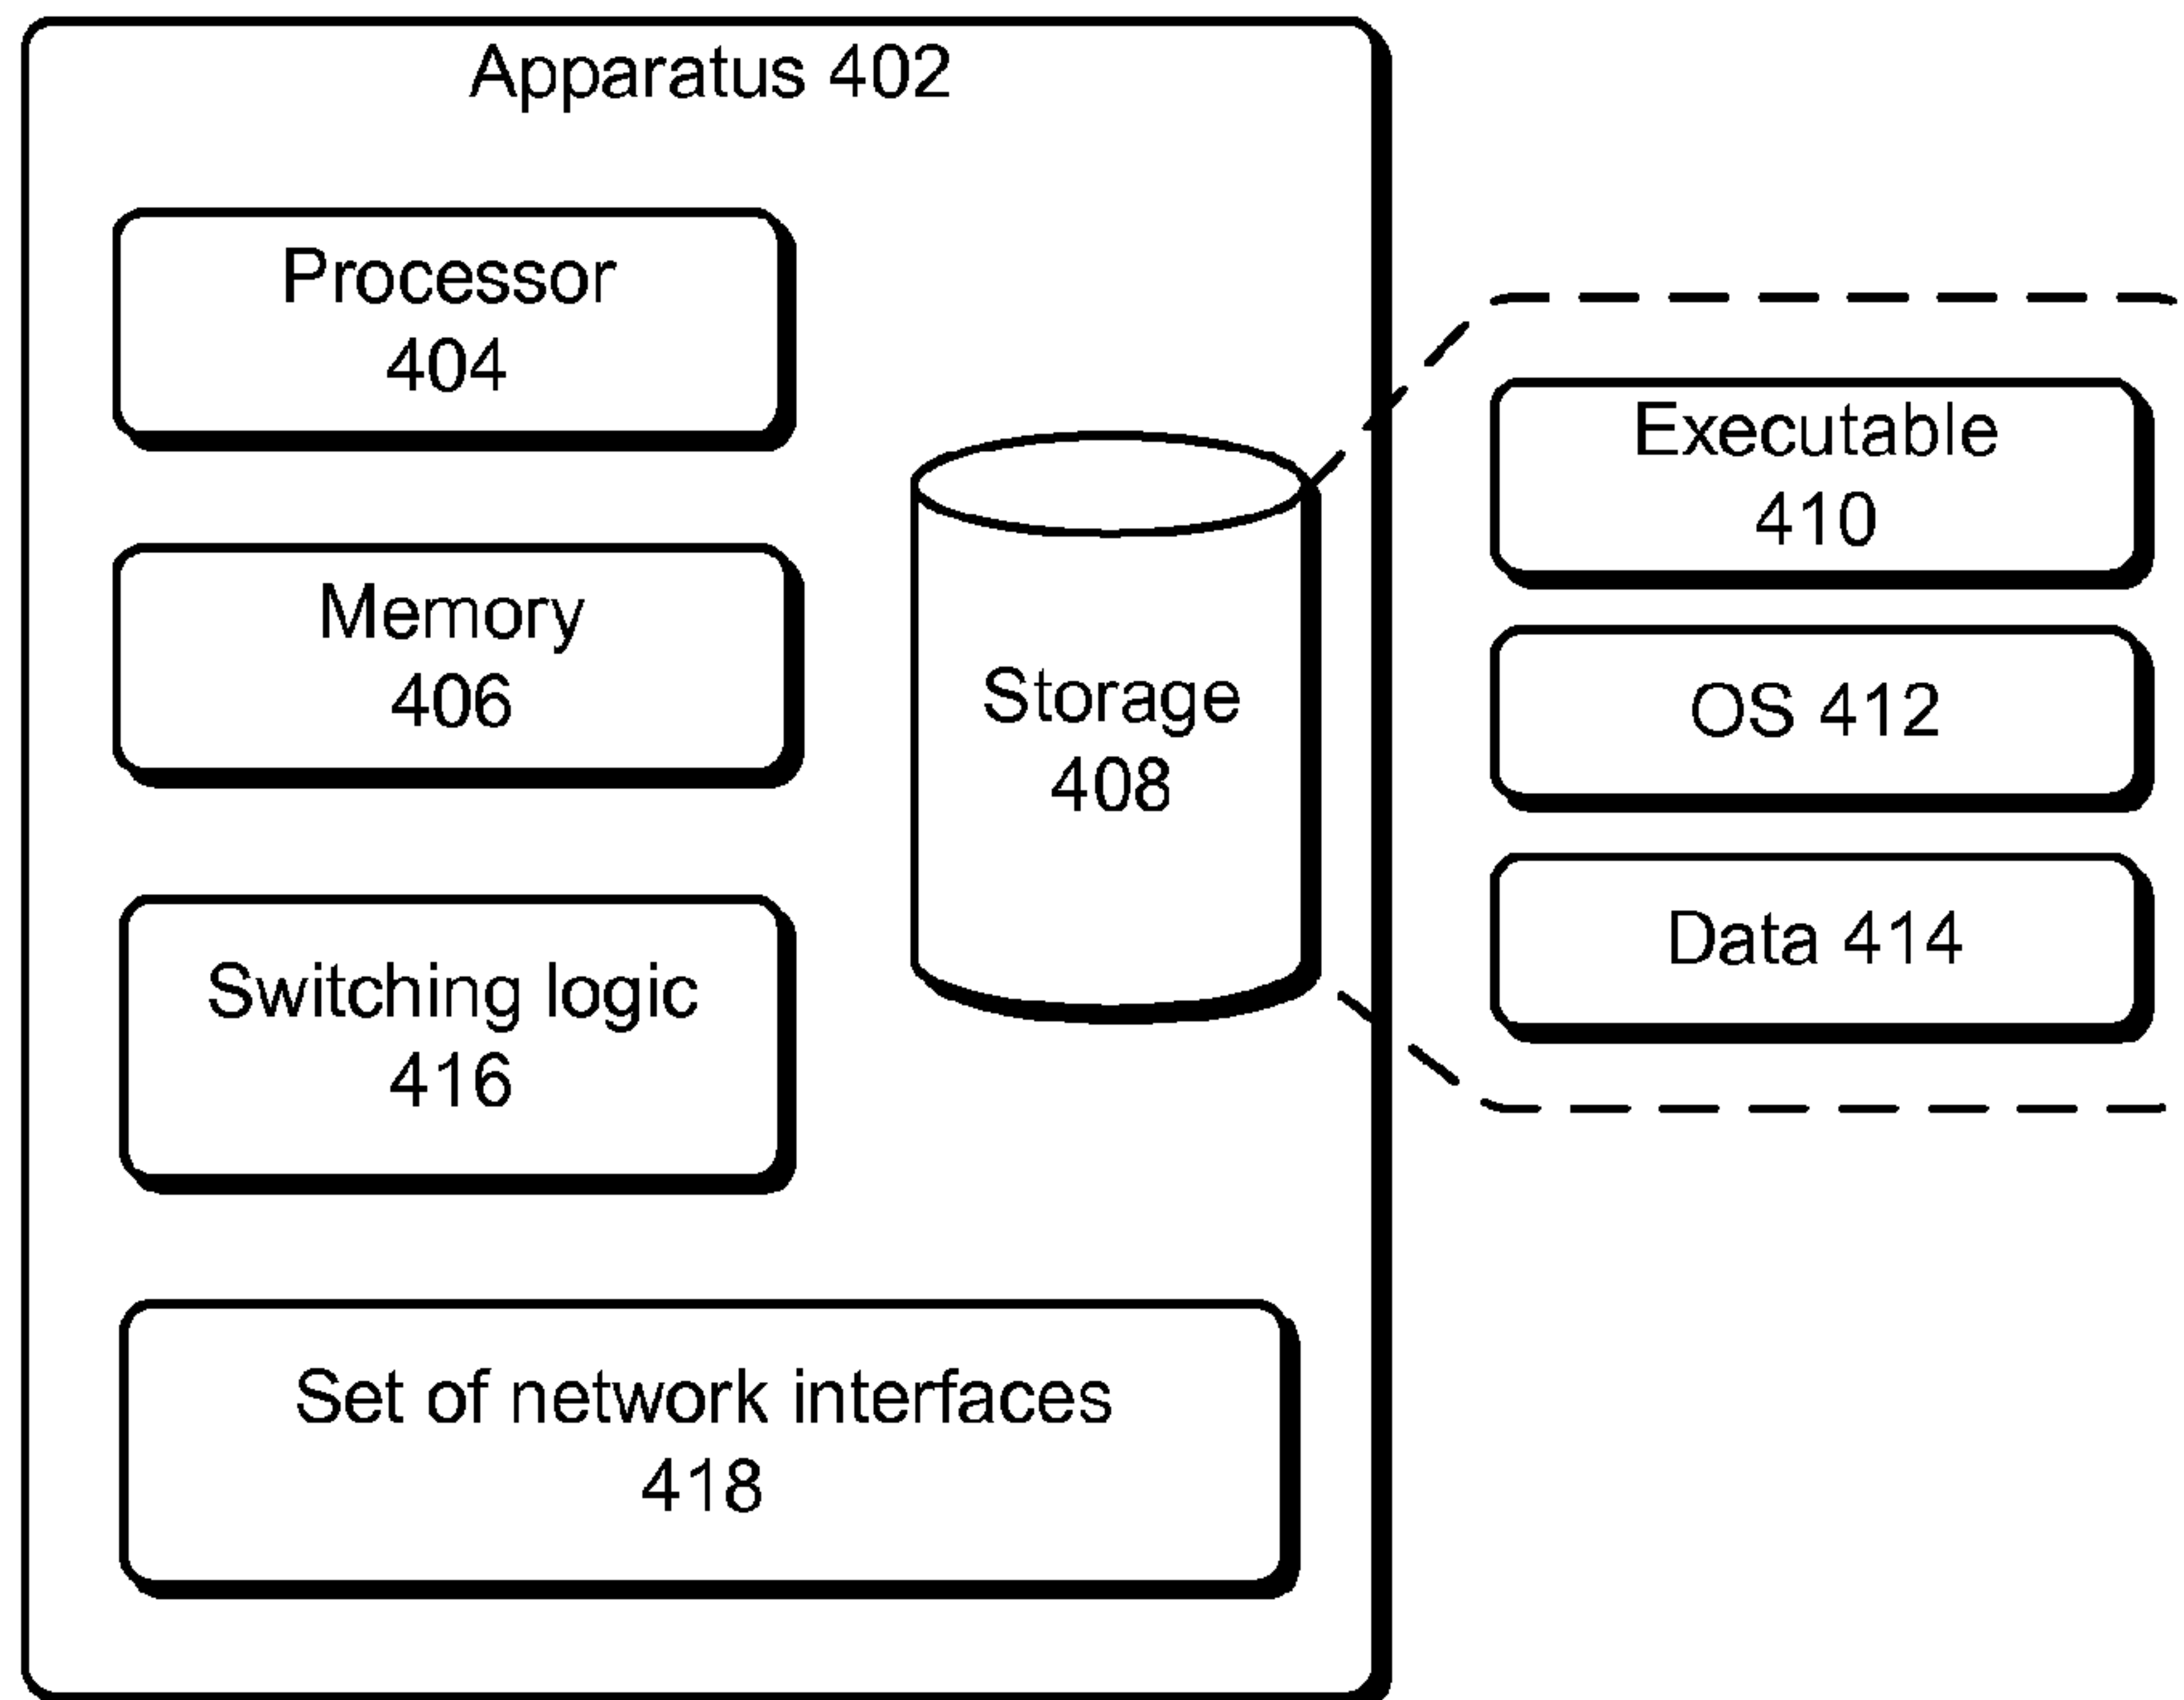 Apparatus 402
Processor
404
Memory
406
Switching logic
416
Set of network interfaces
418
Storage
408
Executable
410
OS 412
Data 414